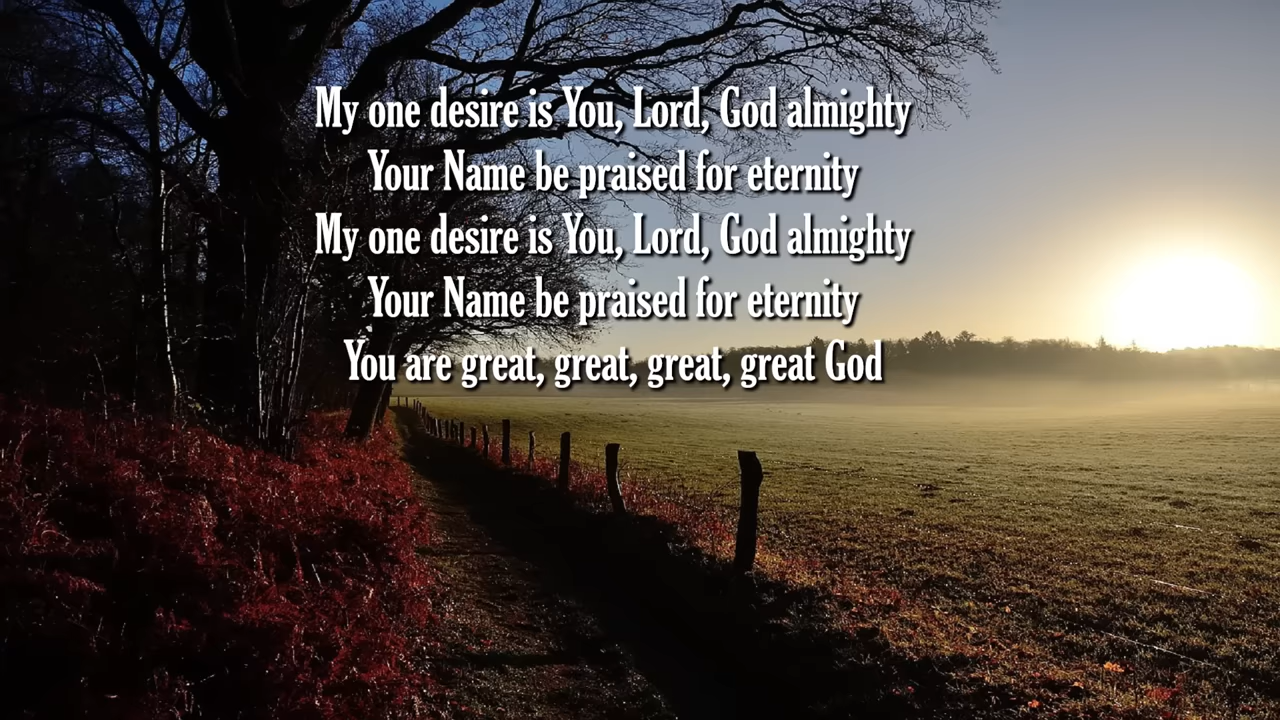 My one desire is You, Lord, God almighty
Your Name be praised for eternity
My one desire is You, Lord, God almighty
Your Name be praised for eternity
You are great, great, great, great God